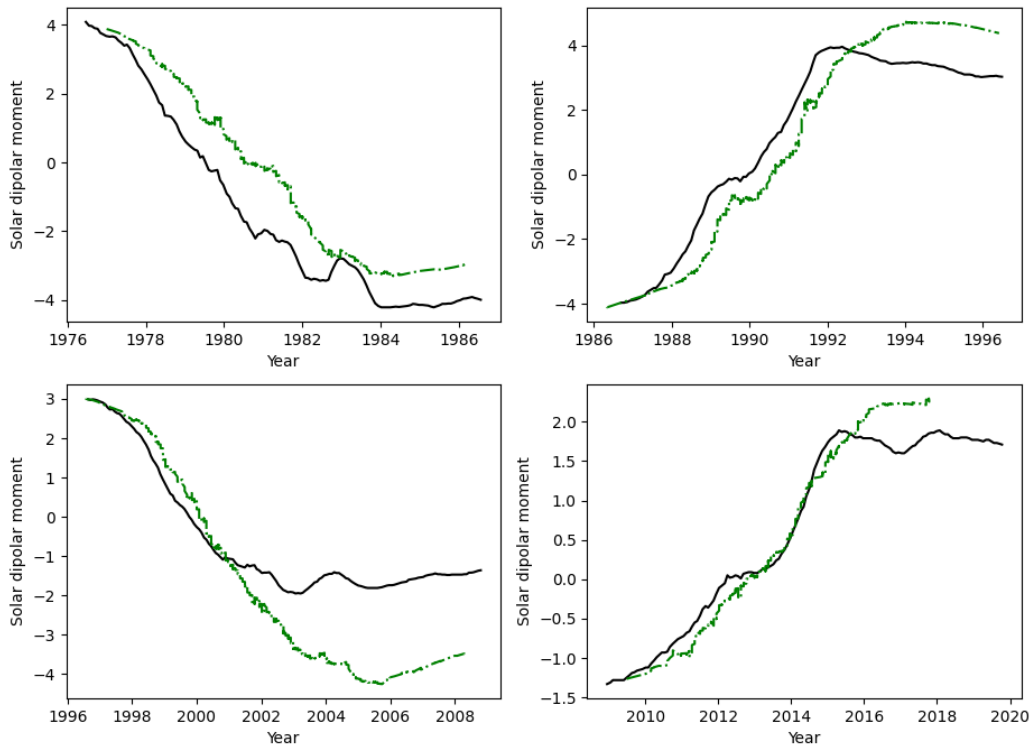 Solar dipolar moment
4
2
0
−2
−4
1976 1978 1980 1982 1984 1986
Year
Solar dipolar moment
4
2
0
−2
−4
1986 1988 1990 1992 1994 1996
Year
Solar dipolar moment
3
2
1
0
−1
−2
−3
−4
1996 1998 2000 2002 2004 2006 2008
Year
Solar dipolar moment
2.0
1.5
1.0
0.5
0.0
−0.5
−1.0
−1.5
2010 2012 2014 2016 2018 2020
Year